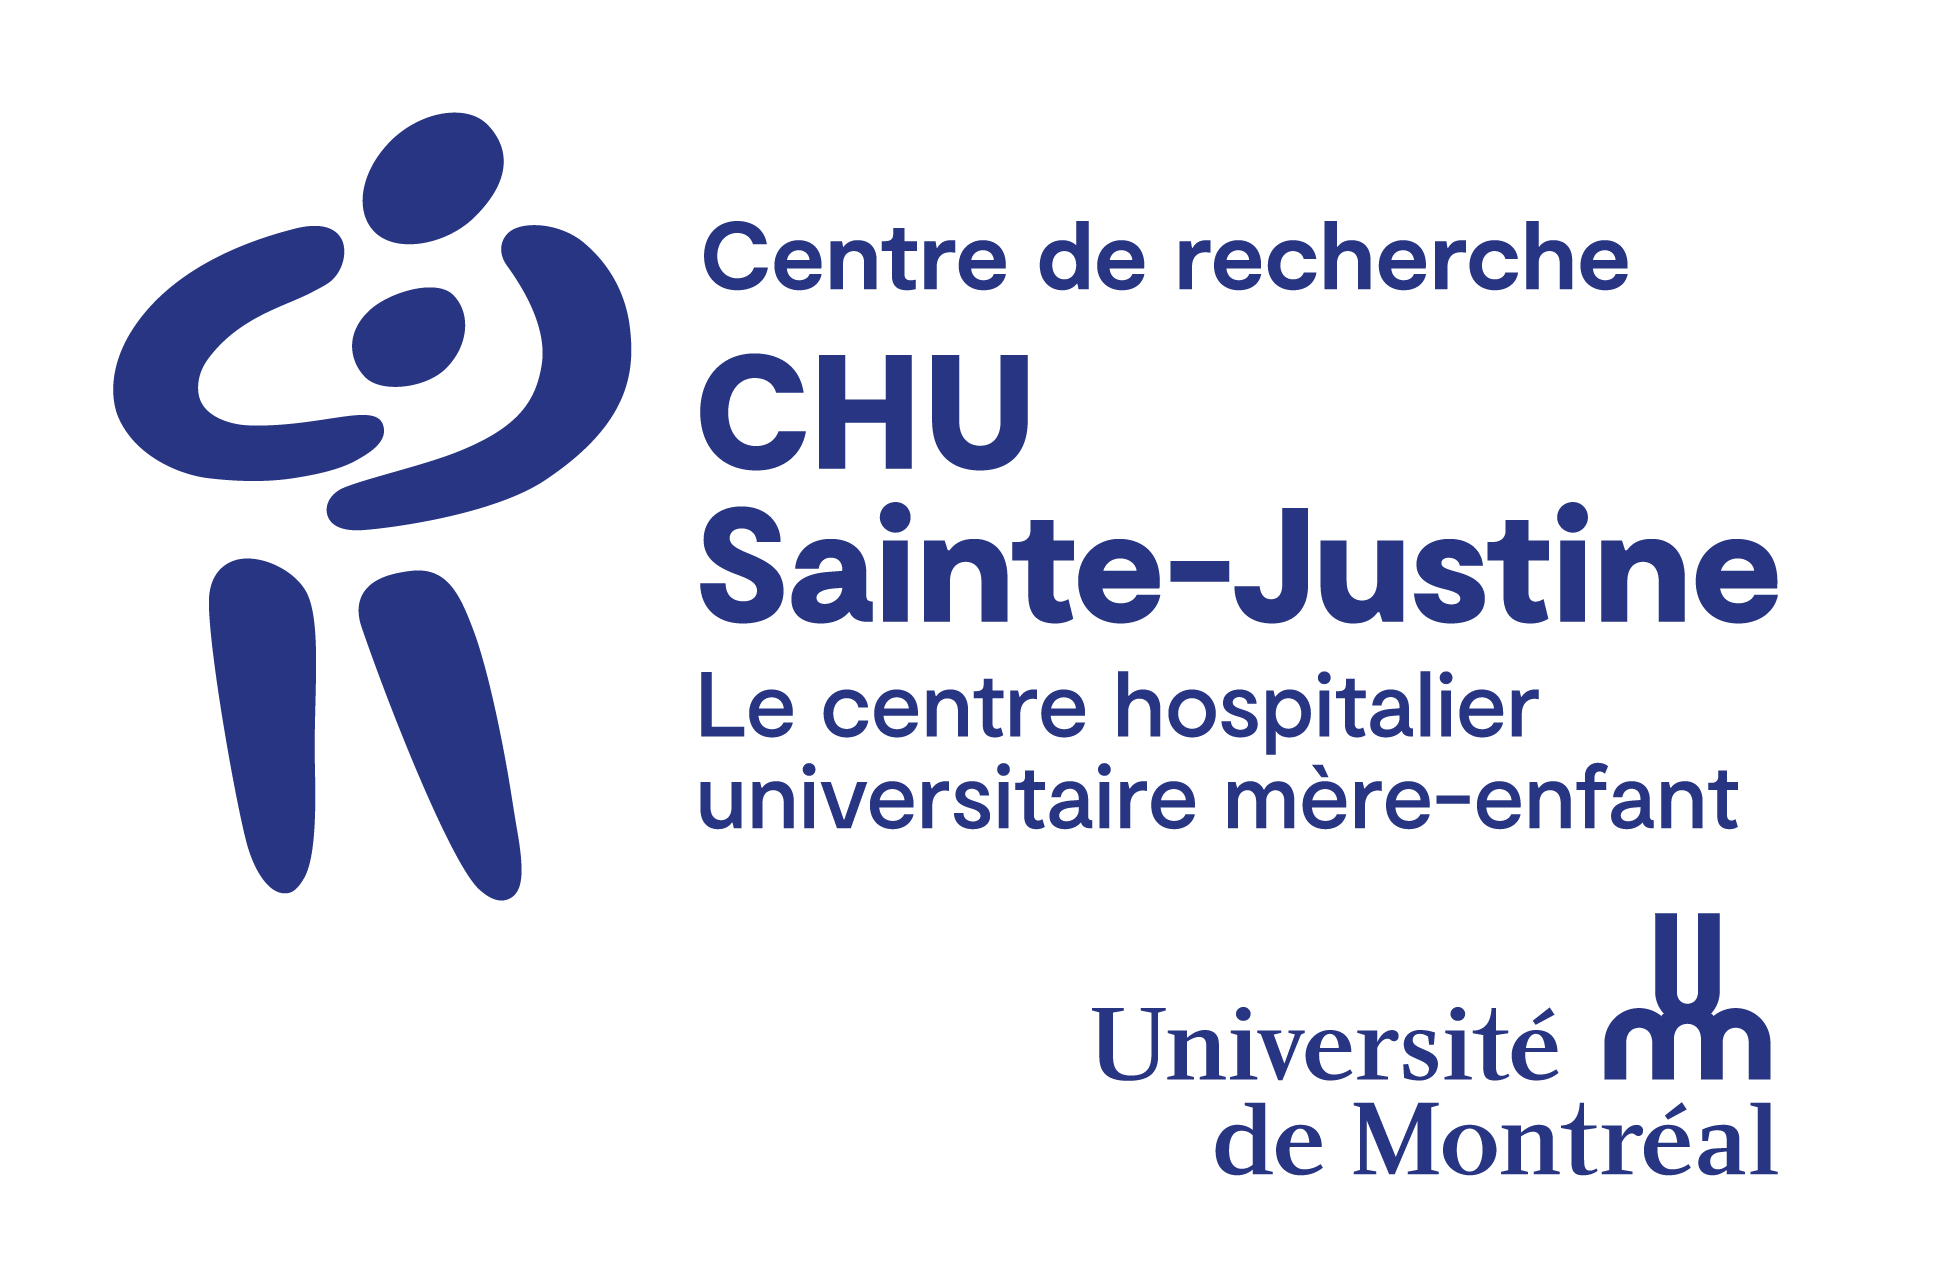 Centre de recherche
CHU
Sainte-Justine
Le centre hospitalier
universitaire mère-enfant
Université
de Montréal